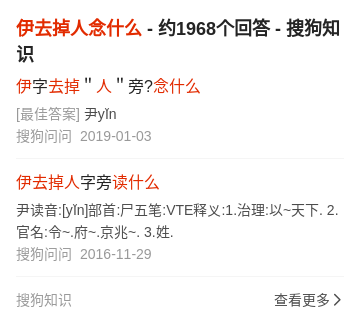 伊去掉人念什么 - 约1968个回答 - 搜狗知
识
伊字去掉＂人＂旁?念什么
[最佳答案] 尹yǐn
搜狗问问 2019-01-03
伊去掉人字旁读什么
尹读音:[yǐn]部首:尸五笔:VTE释义:1.治理:以~天下. 2.
官名:令~.府~.京兆~. 3.姓.
搜狗问问 2016-11-29
搜狗知识 查看更多